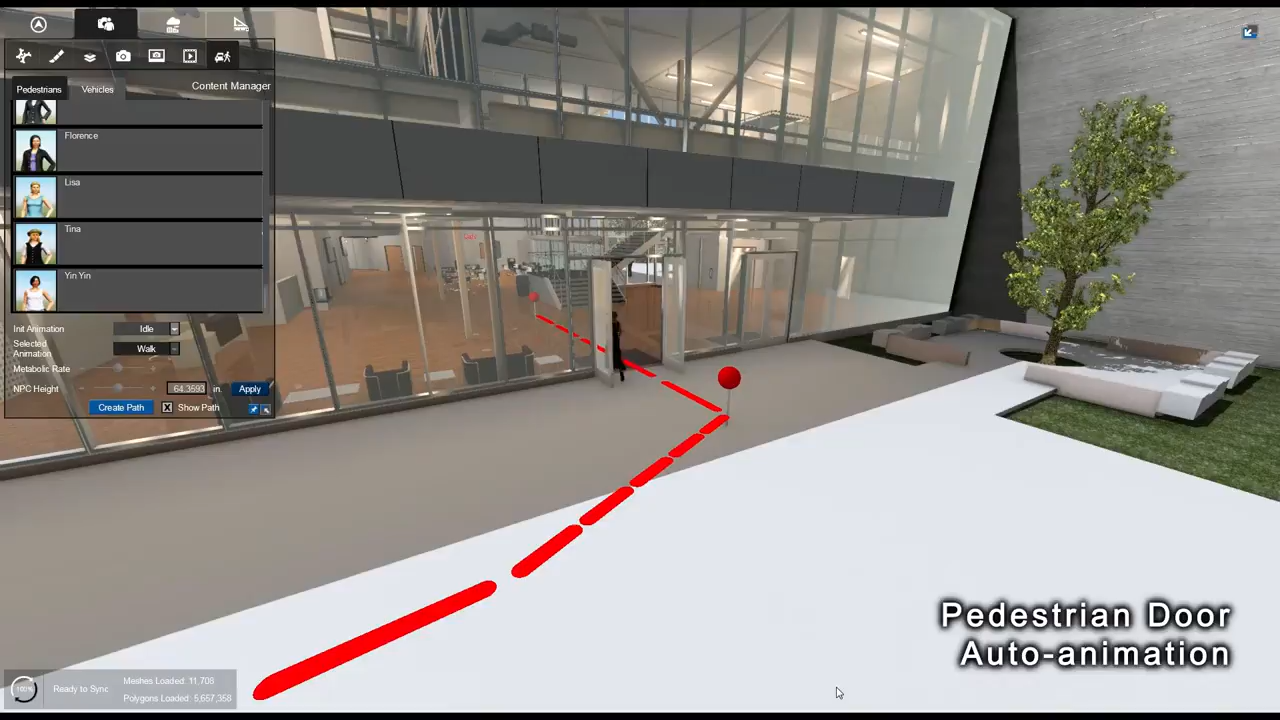 Pedestrians
Vehicles
Content Manager
Florence
Lisa
Tina
Yin Yin
Init Animation
Idle
Selected
Animation
Walk
Metabolic Rate
NPC Height
64.3593
in.
Apply
Create Path
X
Show Path
100%
Ready to Sync
Meshes Loaded: 11,708
Polygons Loaded: 5,657,358
Pedestrian Door
Auto-animation